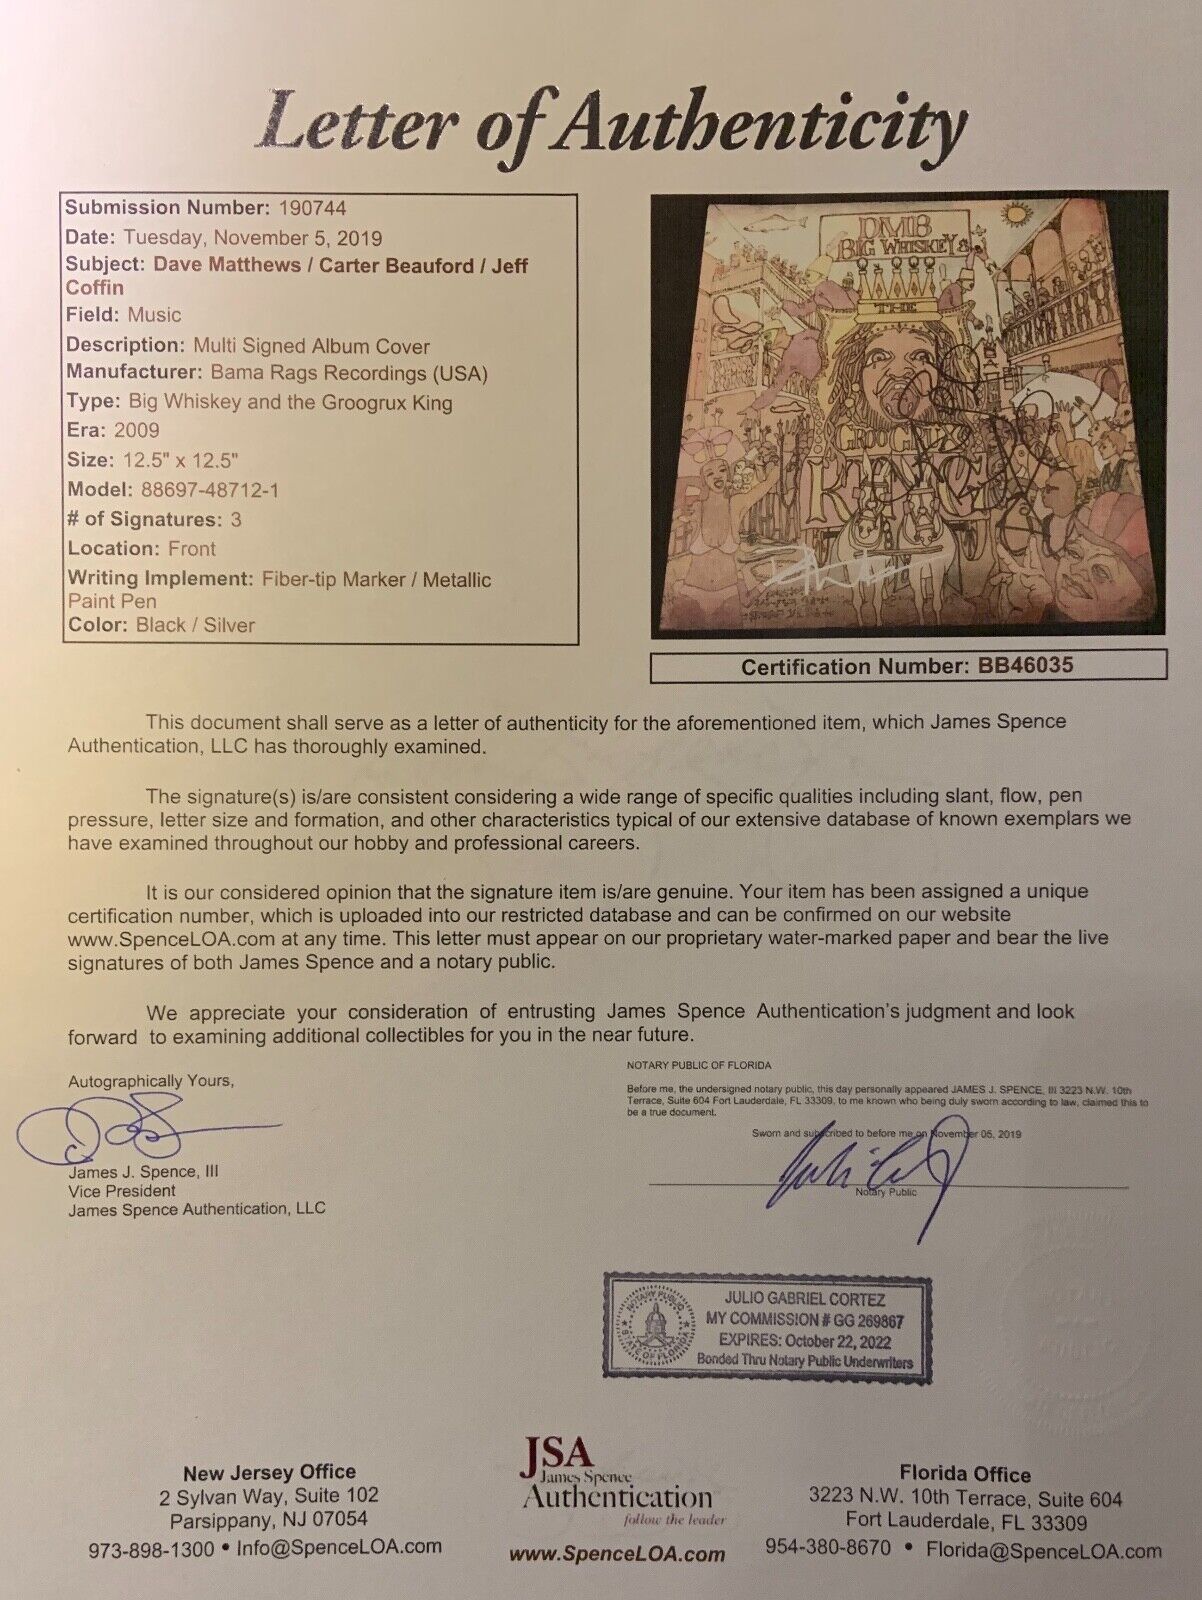 Letter of Authenticity
Submission Number: 190744
Date: Tuesday, November 5, 2019
Subject: Dave Matthews / Carter Beauford / Jeff
Coffin
Field: Music
Description: Multi Signed Album Cover
Manufacturer: Bama Rags Recordings (USA)
Type: Big Whiskey and the Groogrux King
Era: 2009
Size: 12.5" x 12.5"
Model: 88697-48712-1
# of Signatures: 3
Location: Front
Writing Implement: Fiber-tip Marker / Metallic
Paint Pen
Color: Black / Silver
DMB
BIG WHISKEY &
THE
GROO GRUX
KING
Certification Number: BB46035
This document shall serve as a letter of authenticity for the aforementioned item, which James Spence
Authentication, LLC has thoroughly examined.
The signature(s) is/are consistent considering a wide range of specific qualities including slant, flow, pen
pressure, letter size and formation, and other characteristics typical of our extensive database of known exemplars we
have examined throughout our hobby and professional careers.
It is our considered opinion that the signature item is/are genuine. Your item has been assigned a unique
certification number, which is uploaded into our restricted database and can be confirmed on our website
www.SpenceLOA.com at any time. This letter must appear on our proprietary water-marked paper and bear the live
signatures of both James Spence and a notary public.
We appreciate your consideration of entrusting James Spence Authentication's judgment and look
forward to examining additional collectibles for you in the near future.
Autographically Yours,
James J. Spence, III
Vice President
James Spence Authentication, LLC
NOTARY PUBLIC OF FLORIDA
Before me, the undersigned notary public, this day personally appeared JAMES J. SPENCE, III 3223 N.W. 10th
Terrace, Suite 604 Fort Lauderdale, FL 33309, to me known who being duly sworn according to law, claimed this to
be a true document.
Sworn and subscribed to before me on November 05, 2019
Notary Public
NOTARY PUBLIC
STATE OF FLORIDA
JULIO GABRIEL CORTEZ
MY COMMISSION # GG 269867
EXPIRES: October 22, 2022
Bonded Thru Notary Public Underwriters
New Jersey Office
2 Sylvan Way, Suite 102
Parsippany, NJ 07054
973-898-1300 • Info@SpenceLOA.com
JSA
James Spence
Authentication
follow the leader
www.SpenceLOA.com
Florida Office
3223 N.W. 10th Terrace, Suite 604
Fort Lauderdale, FL 33309
954-380-8670 • Florida@SpenceLOA.com